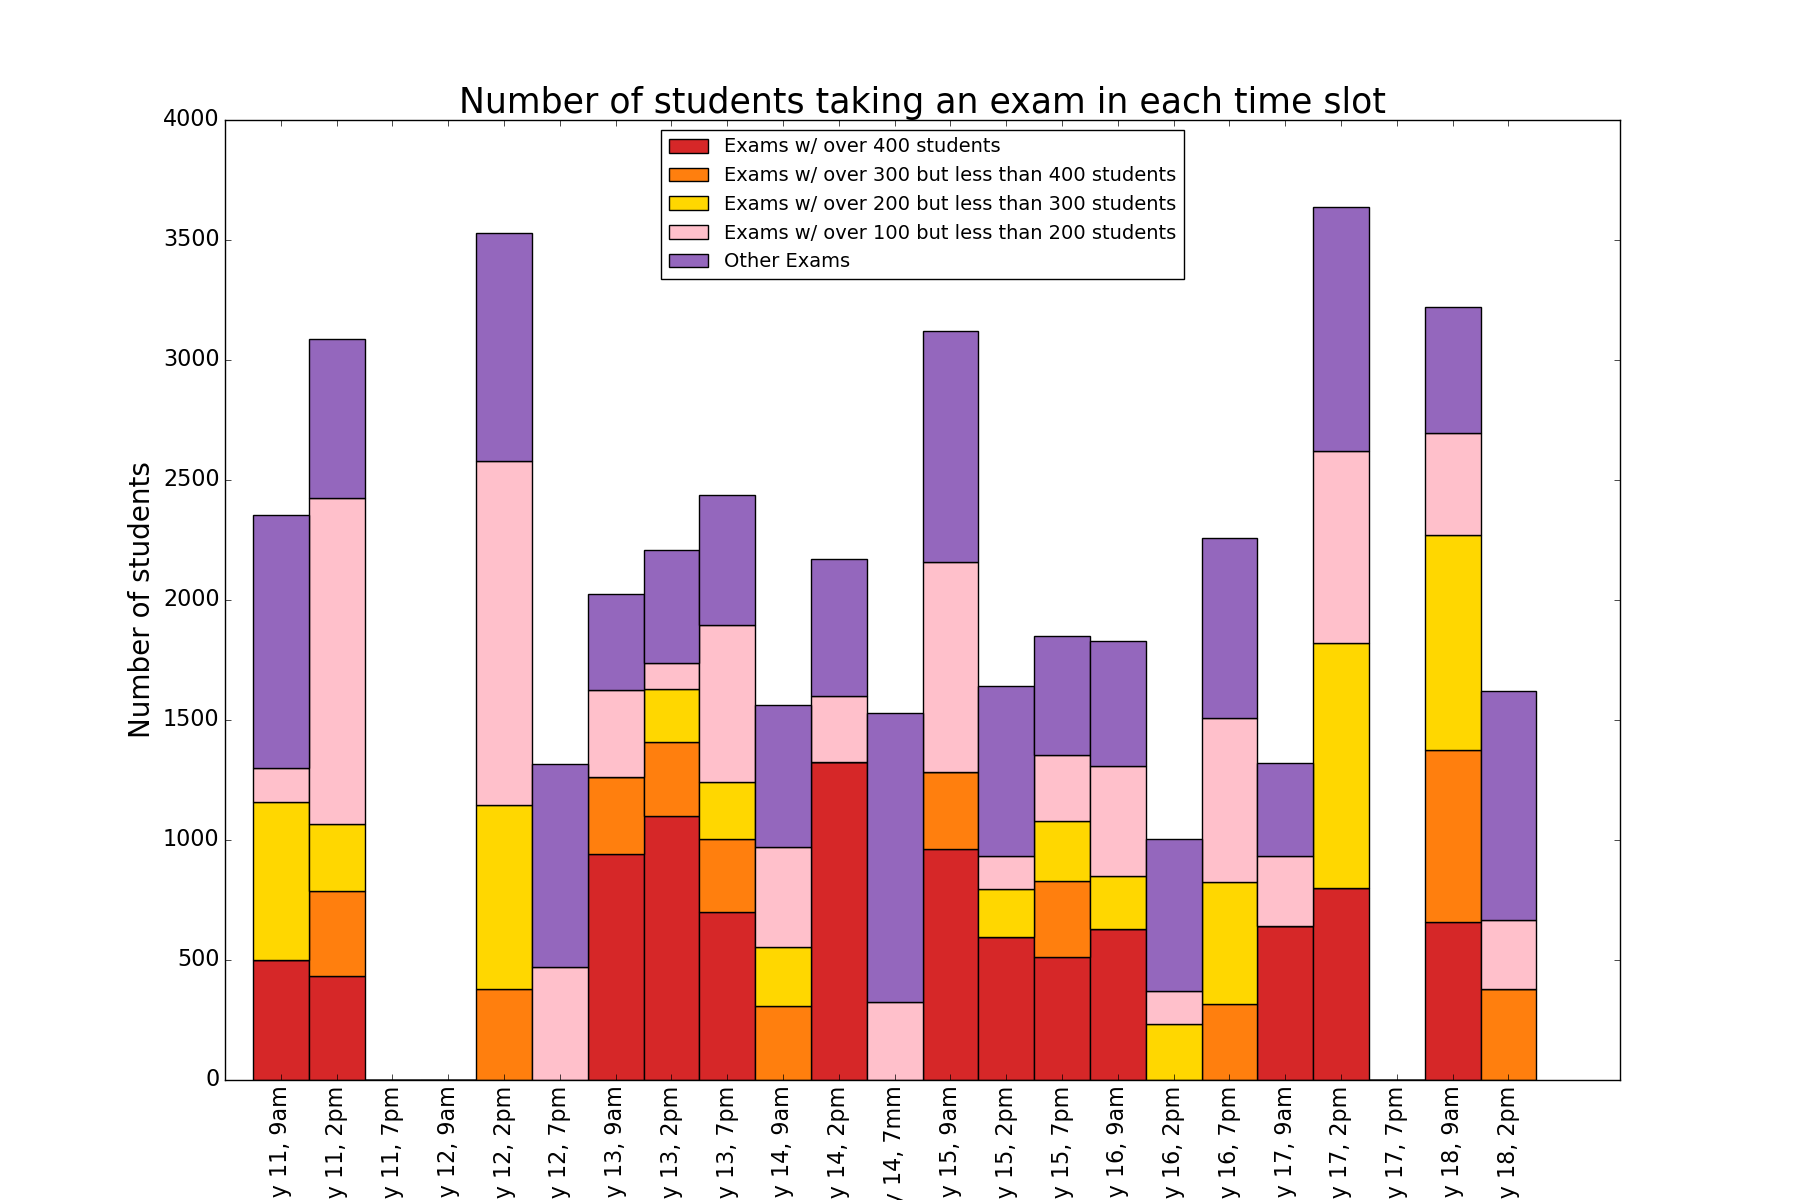 Number of students taking an exam in each time slot
Exams w/ over 400 students
Exams w/ over 300 but less than 400 students
Exams w/ over 200 but less than 300 students
Exams w/ over 100 but less than 200 students
Other Exams
Number of students
4000
3500
3000
2500
2000
1500
1000
500
0
y 11, 9am
y 11, 2pm
y 11, 7pm
y 12, 9am
y 12, 2pm
y 12, 7pm
y 13, 9am
y 13, 2pm
y 13, 7pm
y 14, 9am
y 14, 2pm
y 14, 7mm
y 15, 9am
y 15, 2pm
y 15, 7pm
y 16, 9am
y 16, 2pm
y 16, 7pm
y 17, 9am
y 17, 2pm
y 17, 7pm
y 18, 9am
y 18, 2pm